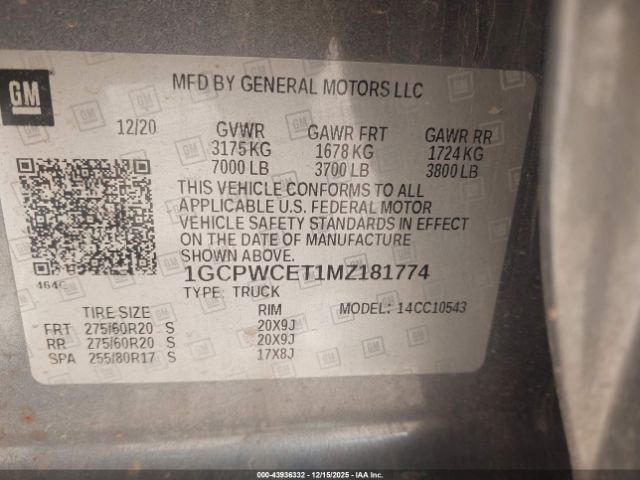 GM
MFD BY GENERAL MOTORS LLC
12/20 GVWR GAWR FRT GAWR RR
3175 KG 1678 KG 1724 KG
7000 LB 3700 LB 3800 LB
THIS VEHICLE CONFORMS TO ALL
APPLICABLE U.S. FEDERAL MOTOR
VEHICLE SAFETY STANDARDS IN EFFECT
ON THE DATE OF MANUFACTURE
SHOWN ABOVE.
464C
1GCPWCET1MZ181774
TYPE: TRUCK MODEL: 14CC10543
TIRE SIZE RIM
FRT 275/60R20 S 20X9J
RR 275/60R20 S 20X9J
SPA 255/80R17 S 17X8J
000-43936332 - 12/15/2025 - IAA Inc.